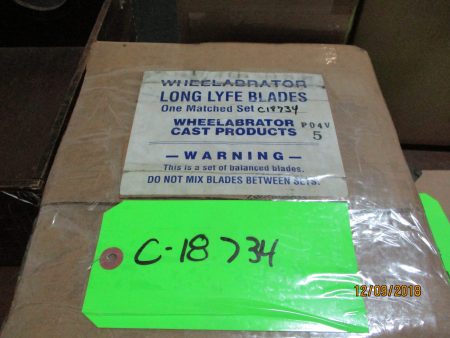 WHEELABRATOR
LONG LYFE BLADES
One Matched Set C18734
WHEELABRATOR P04V
CAST PRODUCTS 5
— WARNING —
This is a set of balanced blades.
DO NOT MIX BLADES BETWEEN SETS.
C-18734
12/09/2018